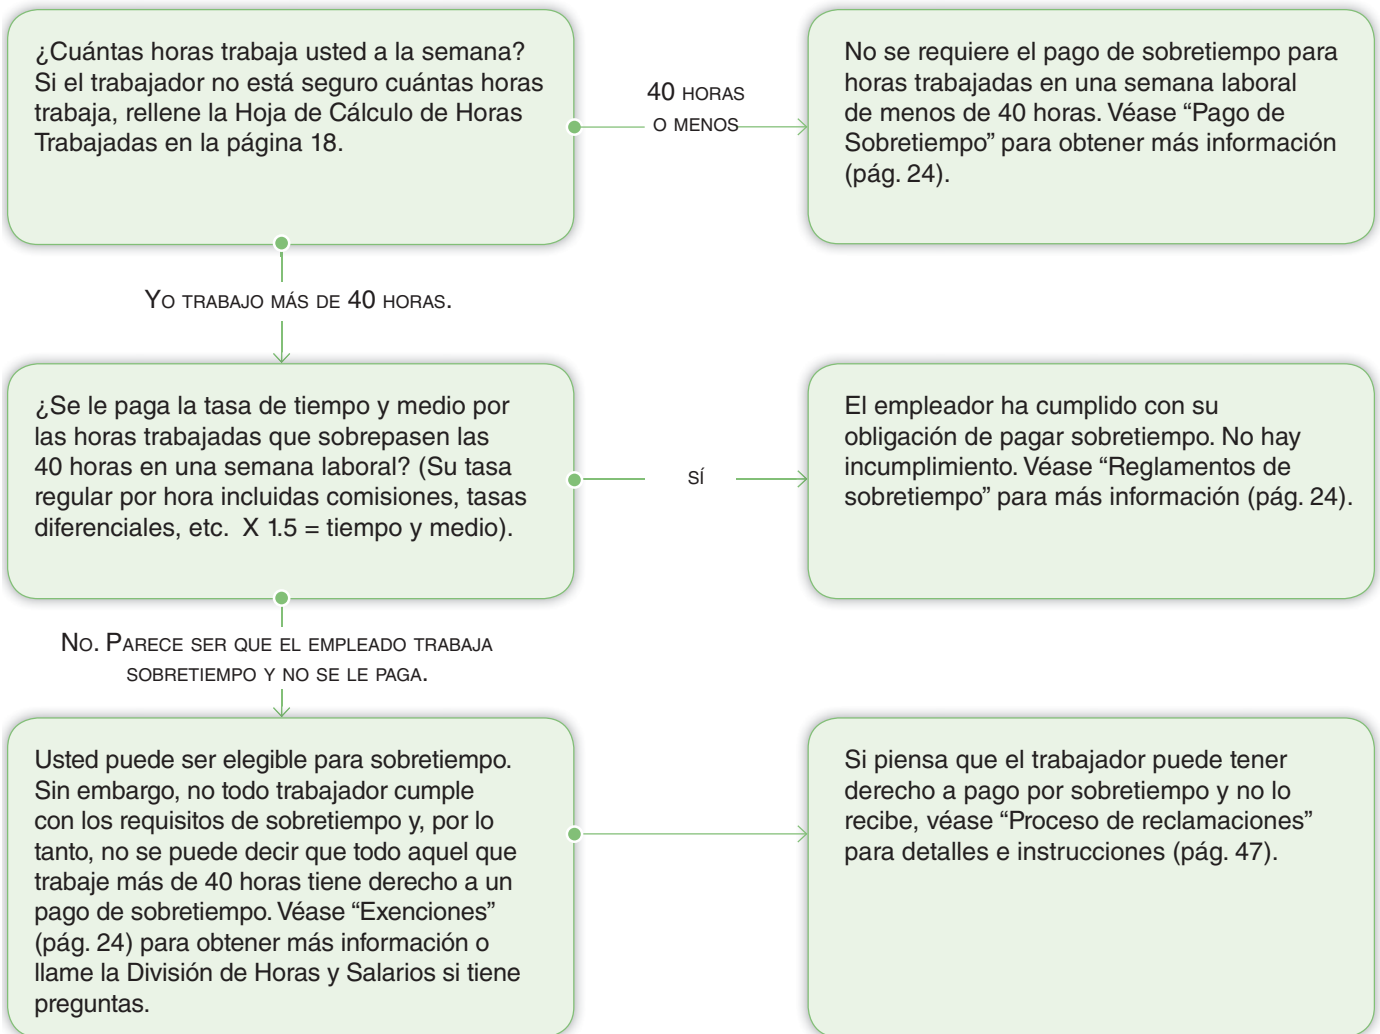 ¿Cuántas horas trabaja usted a la semana?
Si el trabajador no está seguro cuántas horas
trabaja, rellene la Hoja de Cálculo de Horas
Trabajadas en la página 18.
40 HORAS
O MENOS
No se requiere el pago de sobretiempo para
horas trabajadas en una semana laboral
de menos de 40 horas. Véase “Pago de
Sobretiempo” para obtener más información
(pág. 24).
YO TRABAJO MÁS DE 40 HORAS.
¿Se le paga la tasa de tiempo y medio por
las horas trabajadas que sobrepasen las
40 horas en una semana laboral? (Su tasa
regular por hora incluidas comisiones, tasas
diferenciales, etc.  X 1.5 = tiempo y medio).
SÍ
El empleador ha cumplido con su
obligación de pagar sobretiempo. No hay
incumplimiento. Véase “Reglamentos de
sobretiempo” para más información (pág. 24).
NO. PARECE SER QUE EL EMPLEADO TRABAJA
SOBRETIEMPO Y NO SE LE PAGA.
Usted puede ser elegible para sobretiempo.
Sin embargo, no todo trabajador cumple
con los requisitos de sobretiempo y, por lo
tanto, no se puede decir que todo aquel que
trabaje más de 40 horas tiene derecho a un
pago de sobretiempo. Véase “Exenciones”
(pág. 24) para obtener más información o
llame la División de Horas y Salarios si tiene
preguntas.
Si piensa que el trabajador puede tener
derecho a pago por sobretiempo y no lo
recibe, véase “Proceso de reclamaciones”
para detalles e instrucciones (pág. 47).